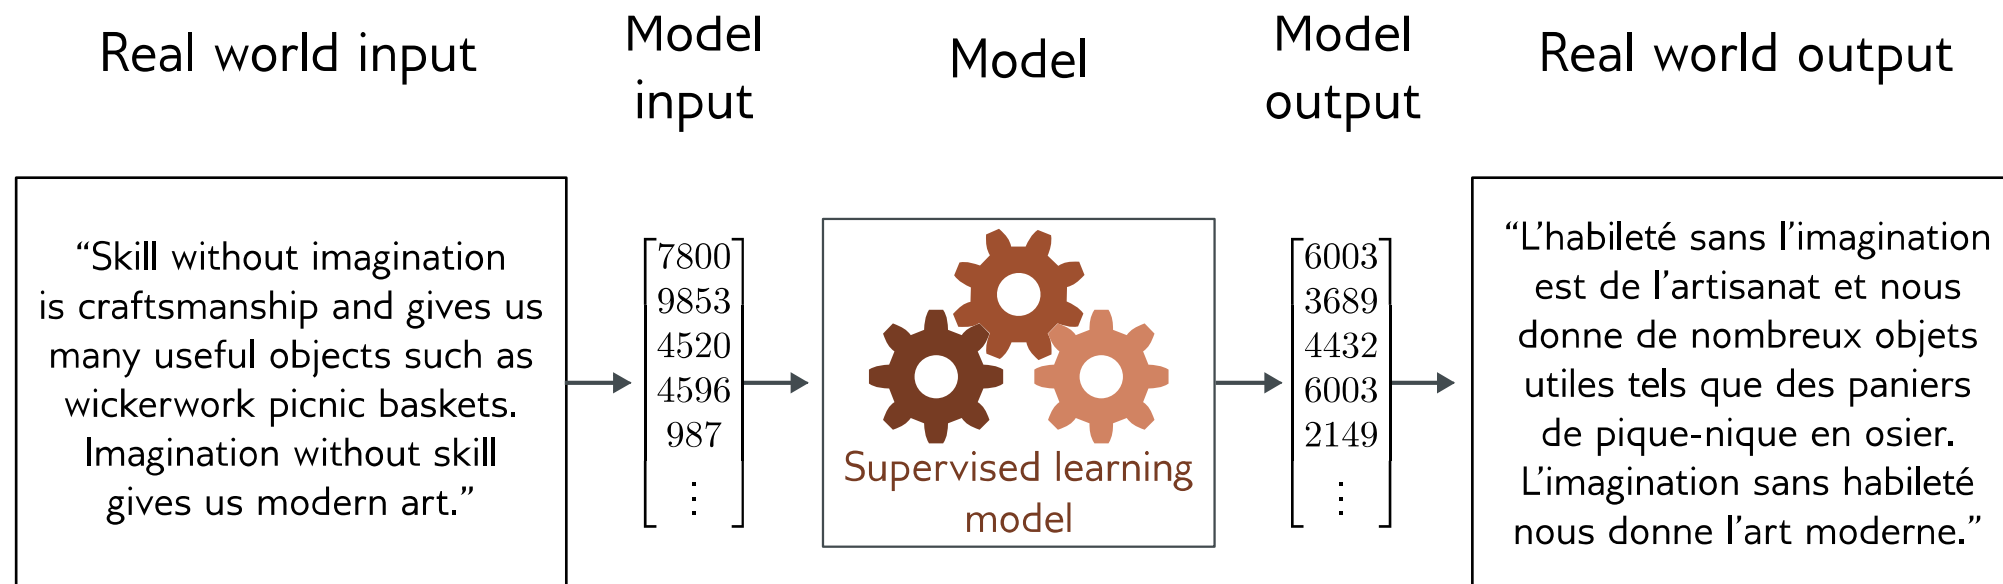 Real world input
Model
input
Model
Model
output
Real world output
“Skill without imagination
is craftsmanship and gives us
many useful objects such as
wickerwork picnic baskets.
Imagination without skill
gives us modern art.”
7800
9853
4520
4596
987
⋮
Supervised learning
model
6003
3689
4432
6003
2149
⋮
“L’habileté sans l’imagination
est de l’artisanat et nous
donne de nombreux objets
utiles tels que des paniers
de pique-nique en osier.
L’imagination sans habileté
nous donne l’art moderne.”